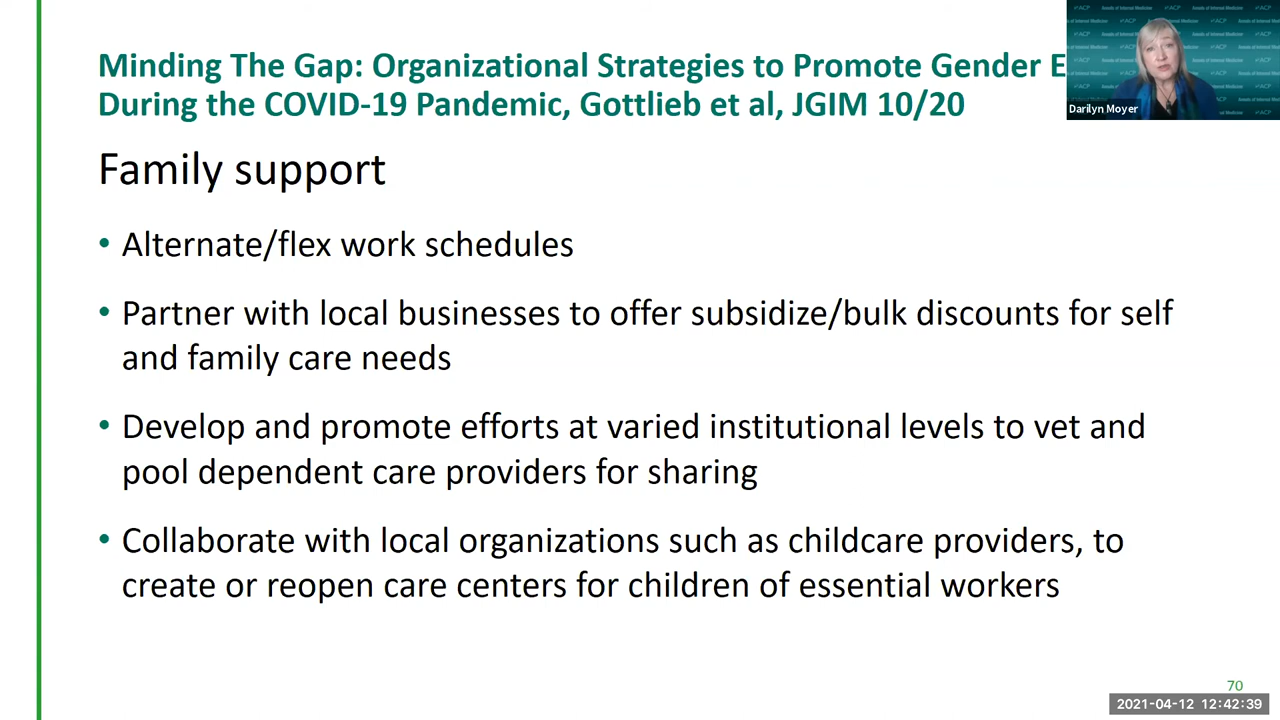 Minding The Gap: Organizational Strategies to Promote Gender E
During the COVID-19 Pandemic, Gottlieb et al, JGIM 10/20
Darilyn Moyer
Family support
• Alternate/flex work schedules
• Partner with local businesses to offer subsidize/bulk discounts for self
and family care needs
• Develop and promote efforts at varied institutional levels to vet and
pool dependent care providers for sharing
• Collaborate with local organizations such as childcare providers, to
create or reopen care centers for children of essential workers
70
2021-04-12 12:42:39